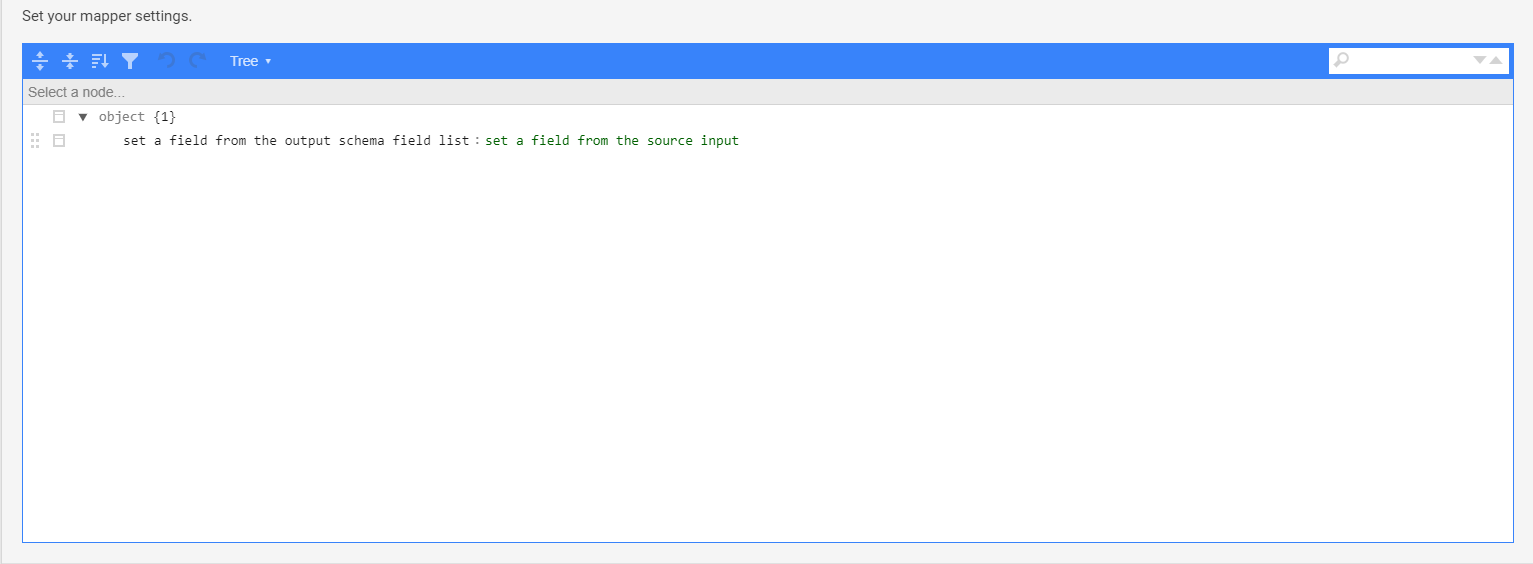 Set your mapper settings.
Tree ▾
Select a node...
▼ object {1}
set a field from the output schema field list : set a field from the source input